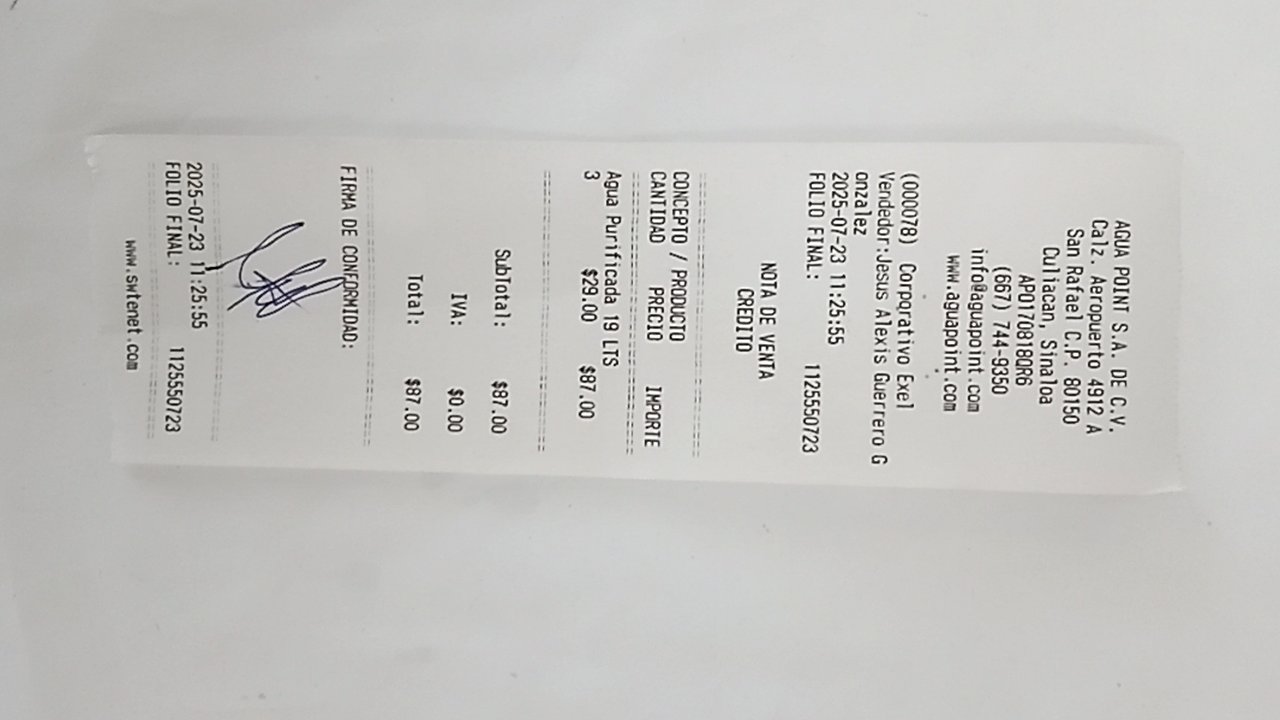 AGUA POINT S.A. DE C.V.
Calz. Aeropuerto 4912 A
San Rafael C.P. 80150
Culiacan, Sinaloa
APO170818QR6
(667) 744-9350
info@aguapoint.com
www.aguapoint.com
(000078) Corporativo Exel
Vendedor:Jesus Alexis Guerrero G
onzalez
2025-07-23 11:25:55
FOLIO FINAL: 1125550723
NOTA DE VENTA
CREDITO
CONCEPTO / PRODUCTO
CANTIDAD PRECIO IMPORTE
Agua Purificada 19 LTS
3 $29.00 $87.00
SubTotal: $87.00
IVA: $0.00
Total: $87.00
FIRMA DE CONFORMIDAD:
2025-07-23 11:25:55
FOLIO FINAL: 1125550723
www.swtenet.com